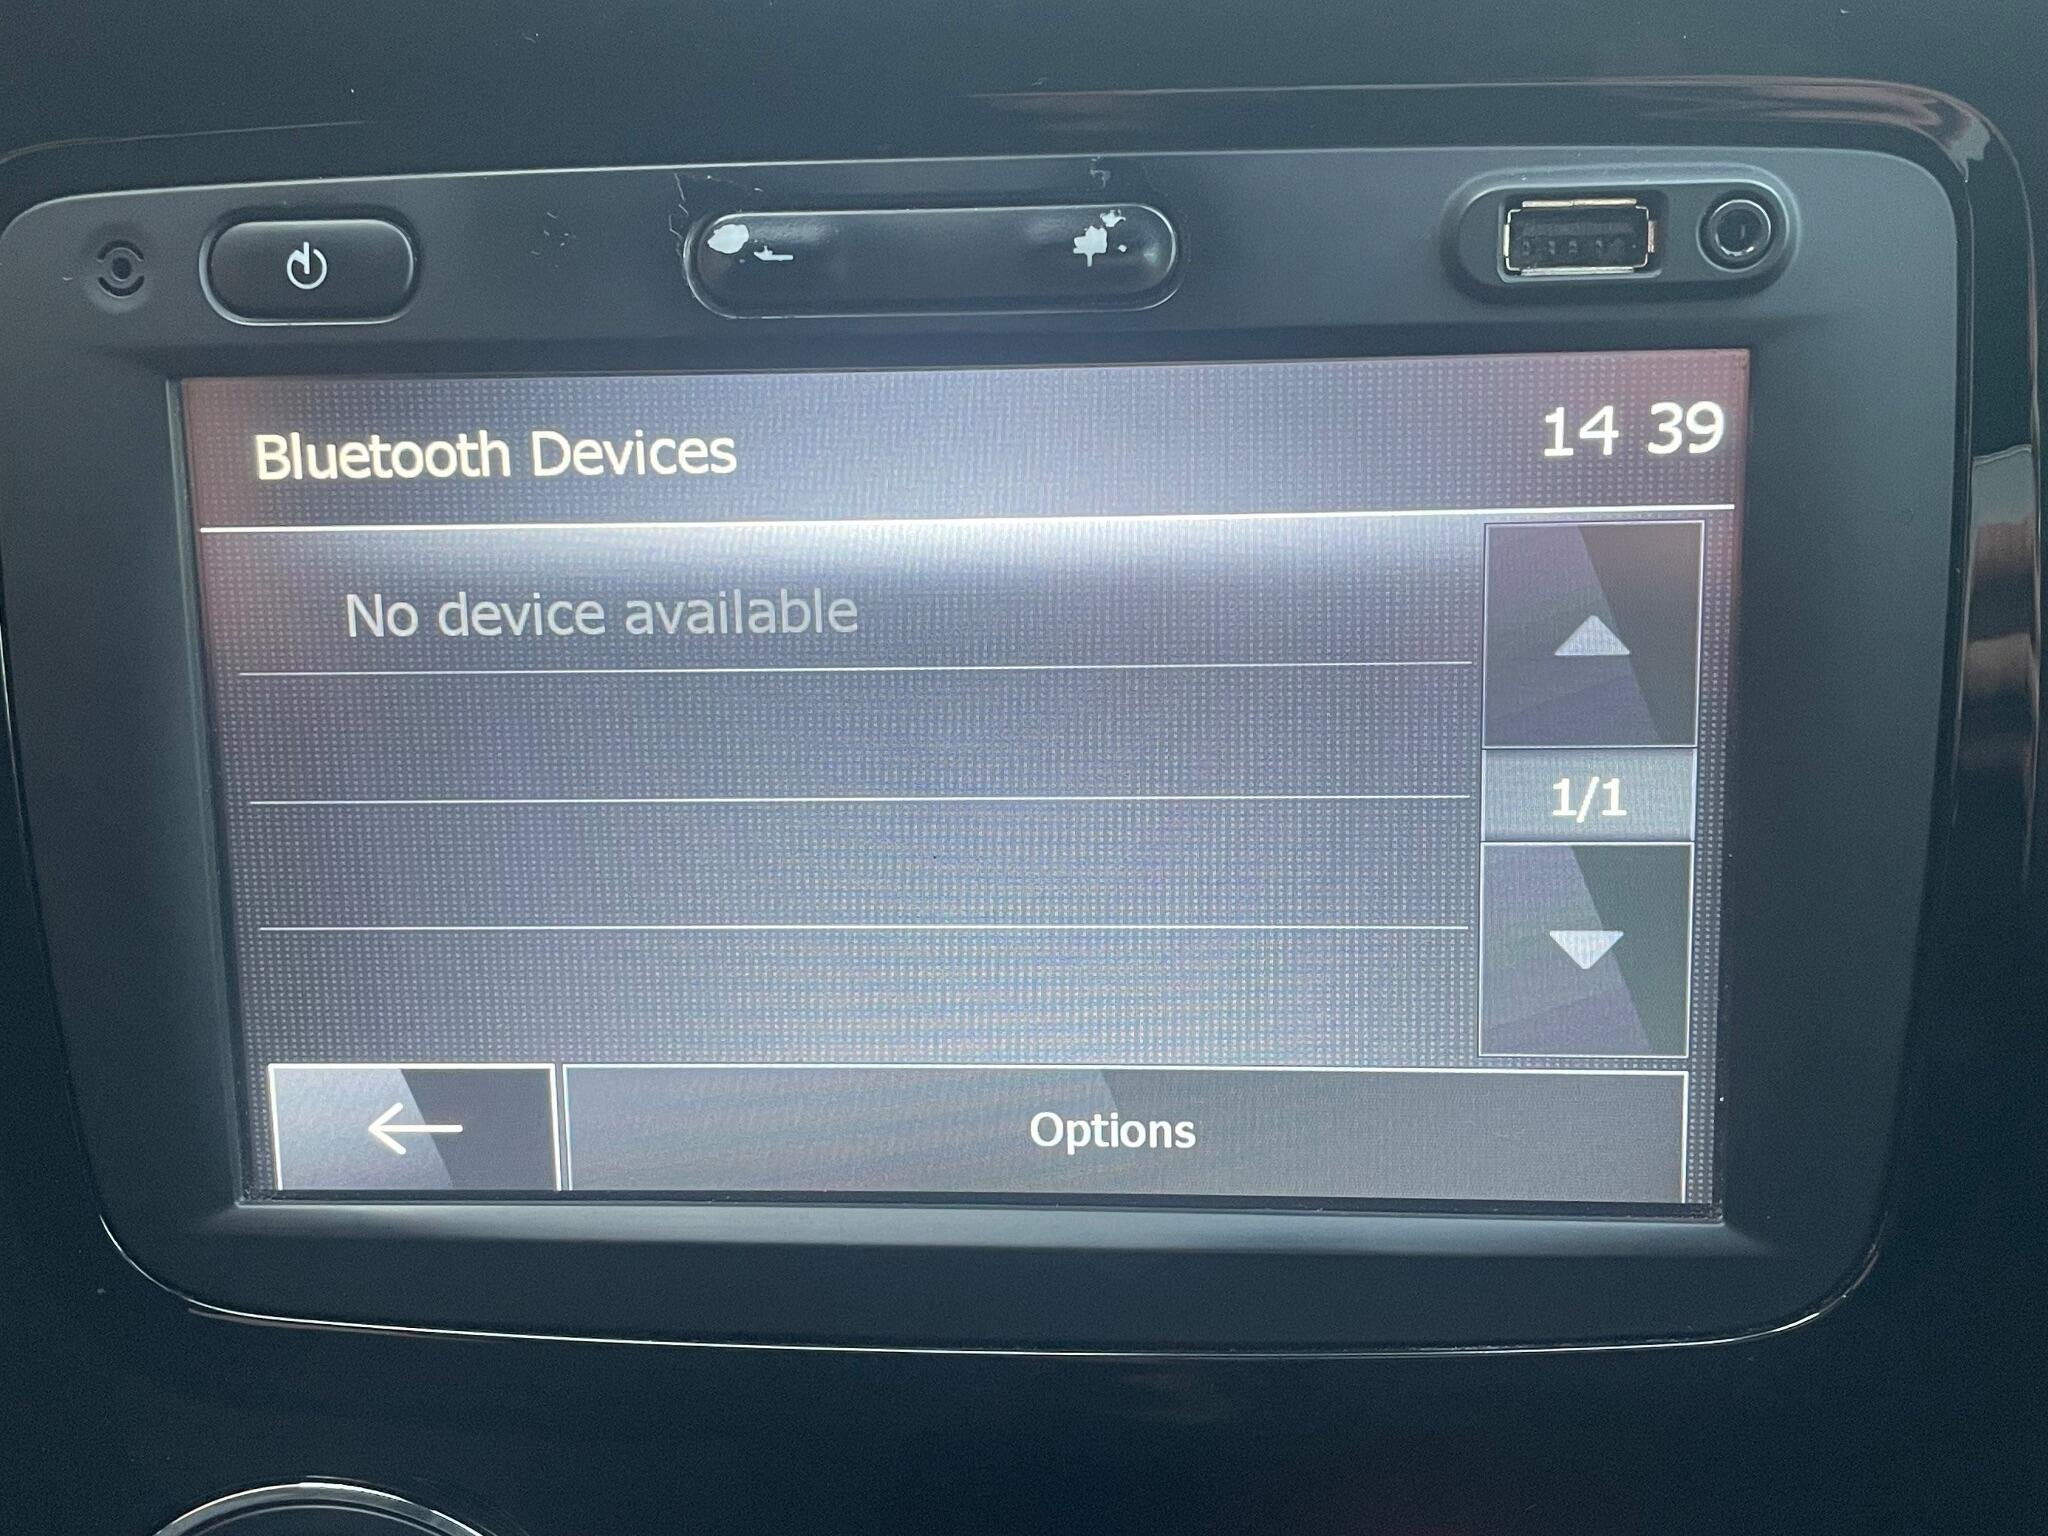 Bluetooth Devices
14 39
No device available
1/1
Options